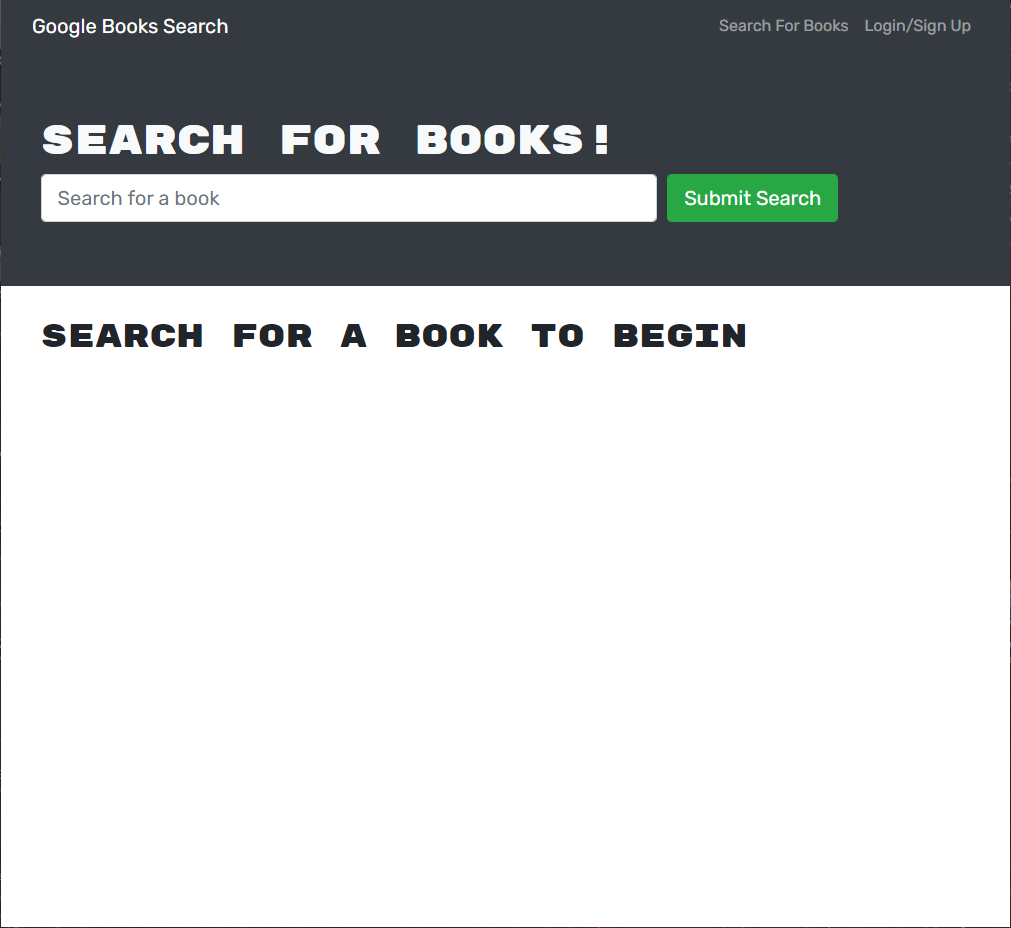 Google Books Search
Search For Books
Login/Sign Up
SEARCH FOR BOOKS!
Search for a book
Submit Search
SEARCH FOR A BOOK TO BEGIN